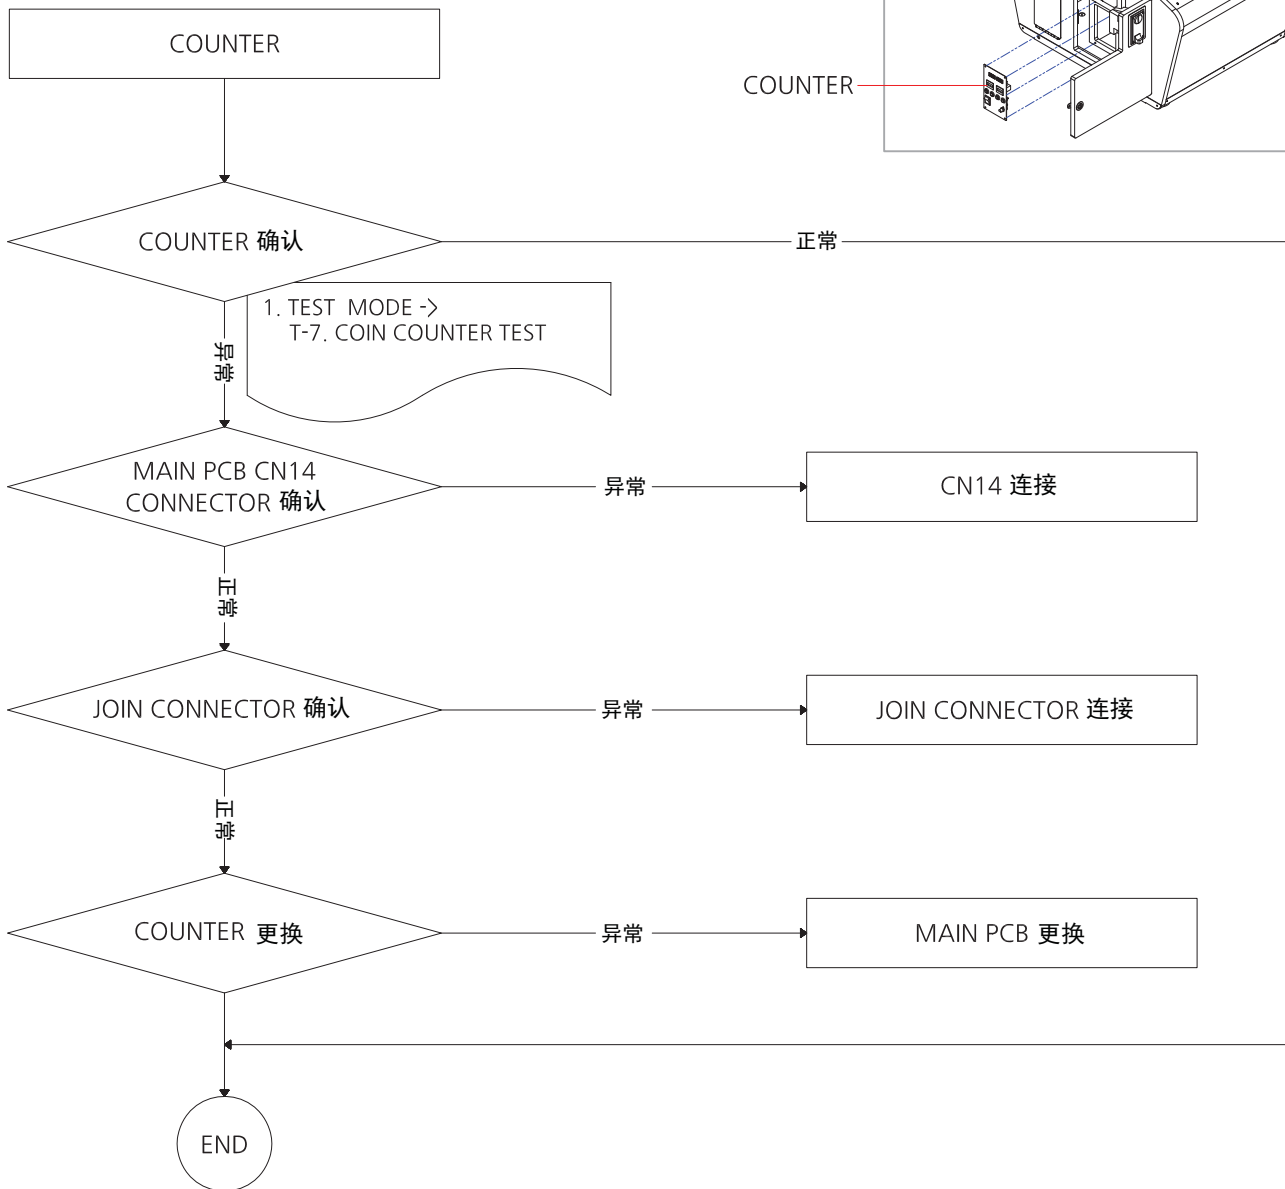 COUNTER
COUNTER
COUNTER 确认
正常
1. TEST MODE ->
T-7. COIN COUNTER TEST
异常
MAIN PCB CN14
CONNECTOR 确认
异常
CN14 连接
正常
JOIN CONNECTOR 确认
异常
JOIN CONNECTOR 连接
正常
COUNTER 更换
异常
MAIN PCB 更换
END